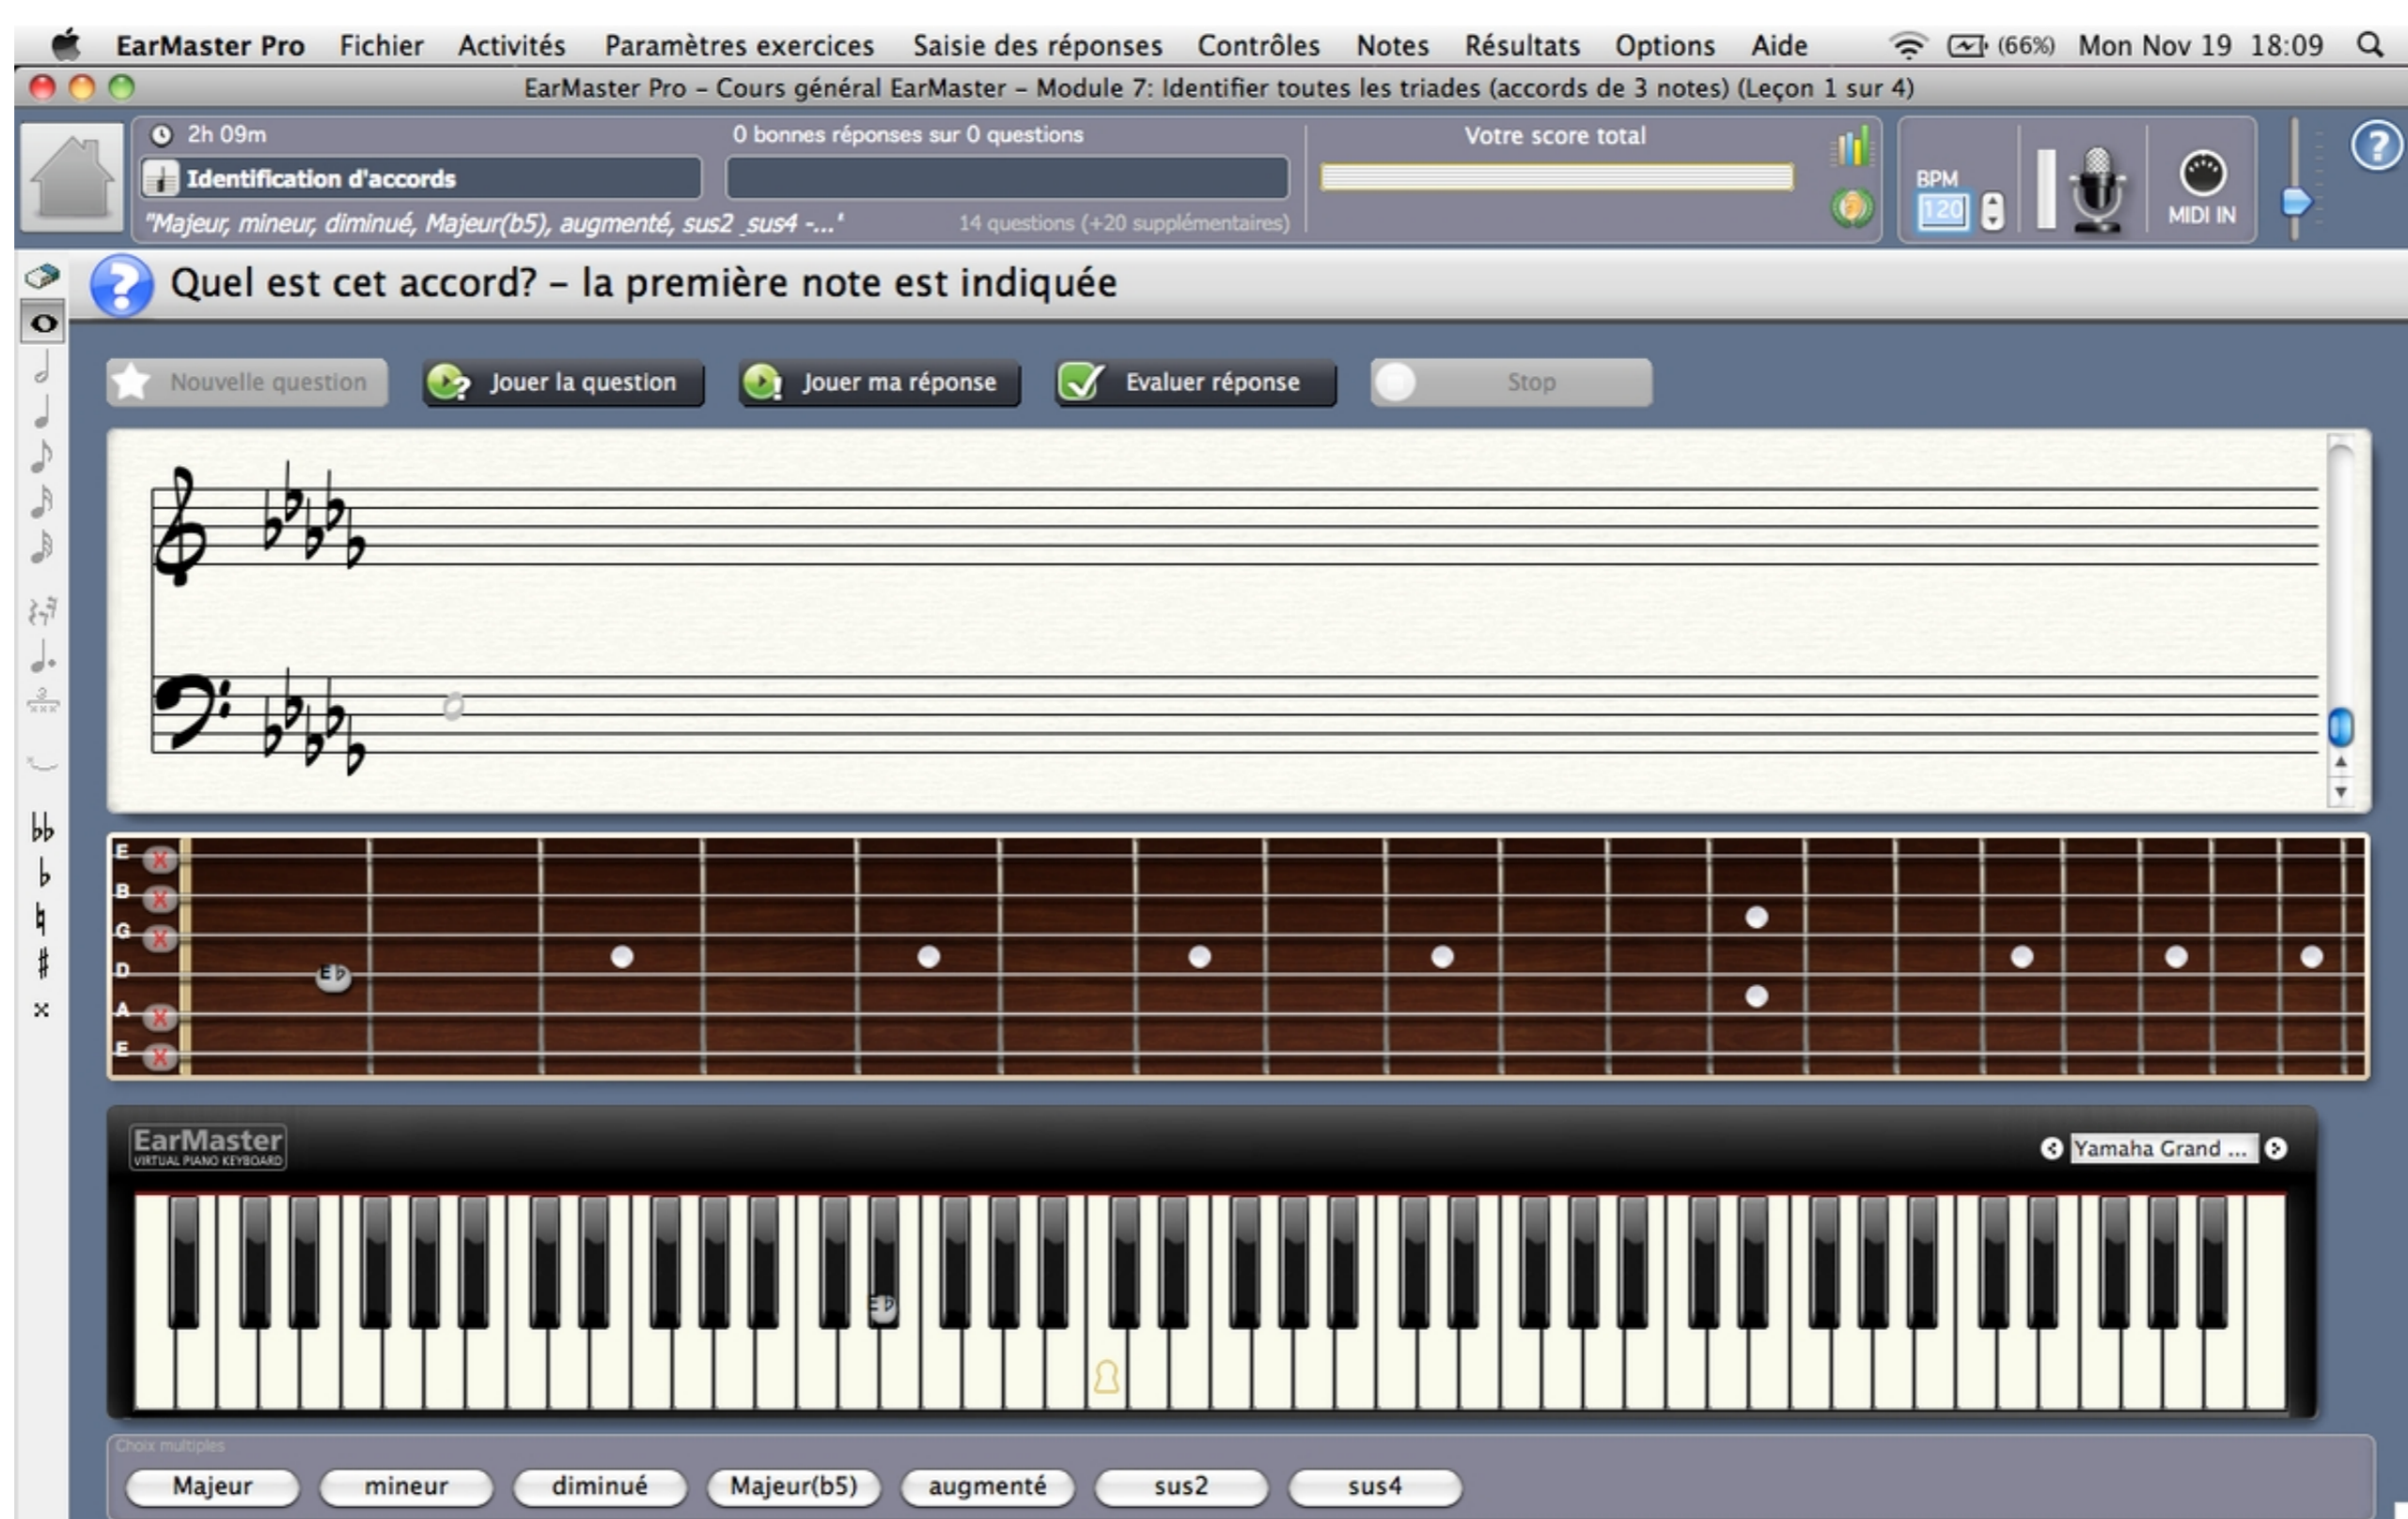 EarMaster Pro Fichier Activités Paramètres exercices Saisie des réponses Contrôles Notes Résultats Options Aide (66%) Mon Nov 19 18:09
EarMaster Pro – Cours général EarMaster – Module 7: Identifier toutes les triades (accords de 3 notes) (Leçon 1 sur 4)
2h 09m 0 bonnes réponses sur 0 questions Votre score total
Identification d'accords
"Majeur, mineur, diminué, Majeur(b5), augmenté, sus2_sus4 -..." 14 questions (+20 supplémentaires)
BPM
120
MIDI IN
?
? Quel est cet accord? – la première note est indiquée
Nouvelle question Jouer la question Jouer ma réponse Evaluer réponse Stop
E
B
G
D E♭
A
E
EarMaster
VIRTUAL PIANO KEYBOARD
Yamaha Grand ...
E♭
Choix multiples
Majeur mineur diminué Majeur(b5) augmenté sus2 sus4